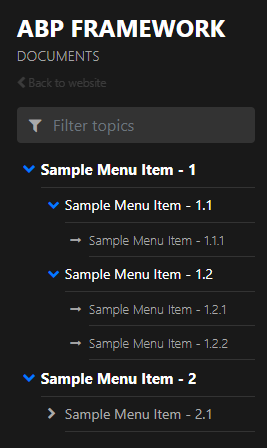 ABP FRAMEWORK
DOCUMENTS
Back to website
Filter topics
Sample Menu Item - 1
Sample Menu Item - 1.1
Sample Menu Item - 1.1.1
Sample Menu Item - 1.2
Sample Menu Item - 1.2.1
Sample Menu Item - 1.2.2
Sample Menu Item - 2
Sample Menu Item - 2.1